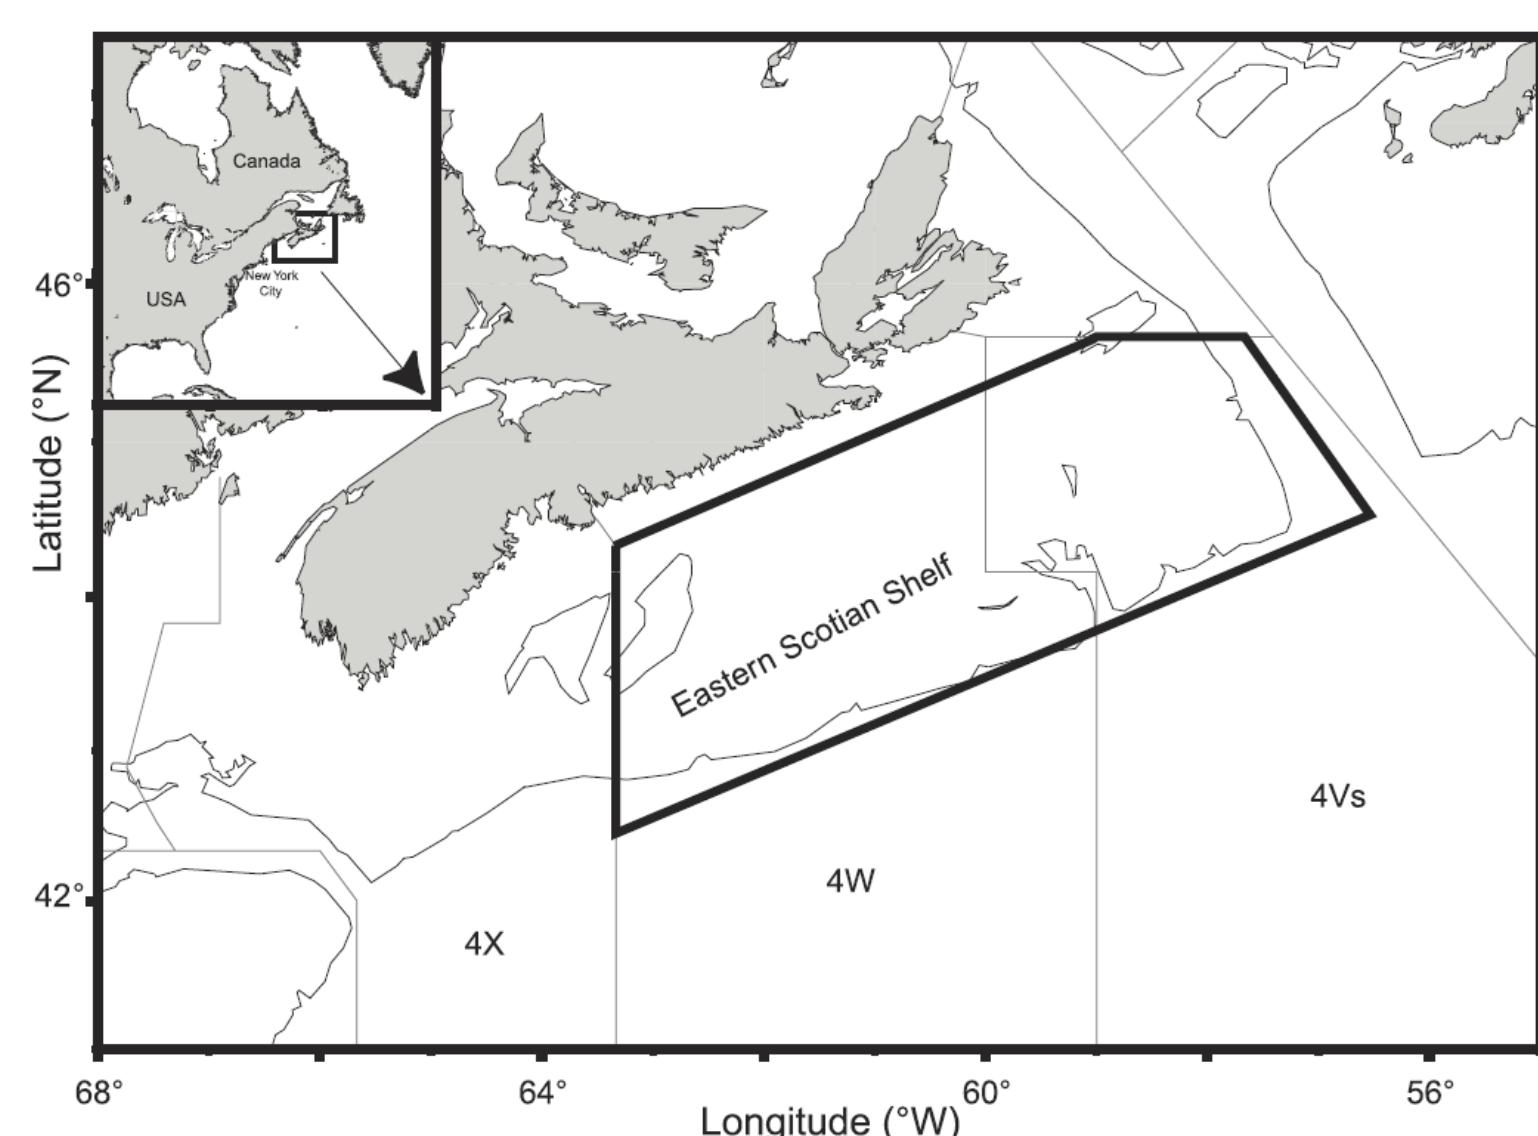 Canada
New York
City
USA
46°
Latitude (°N)
Eastern Scotian Shelf
4Vs
4W
42°
4X
68°
64°
60°
56°
Longitude (°W)